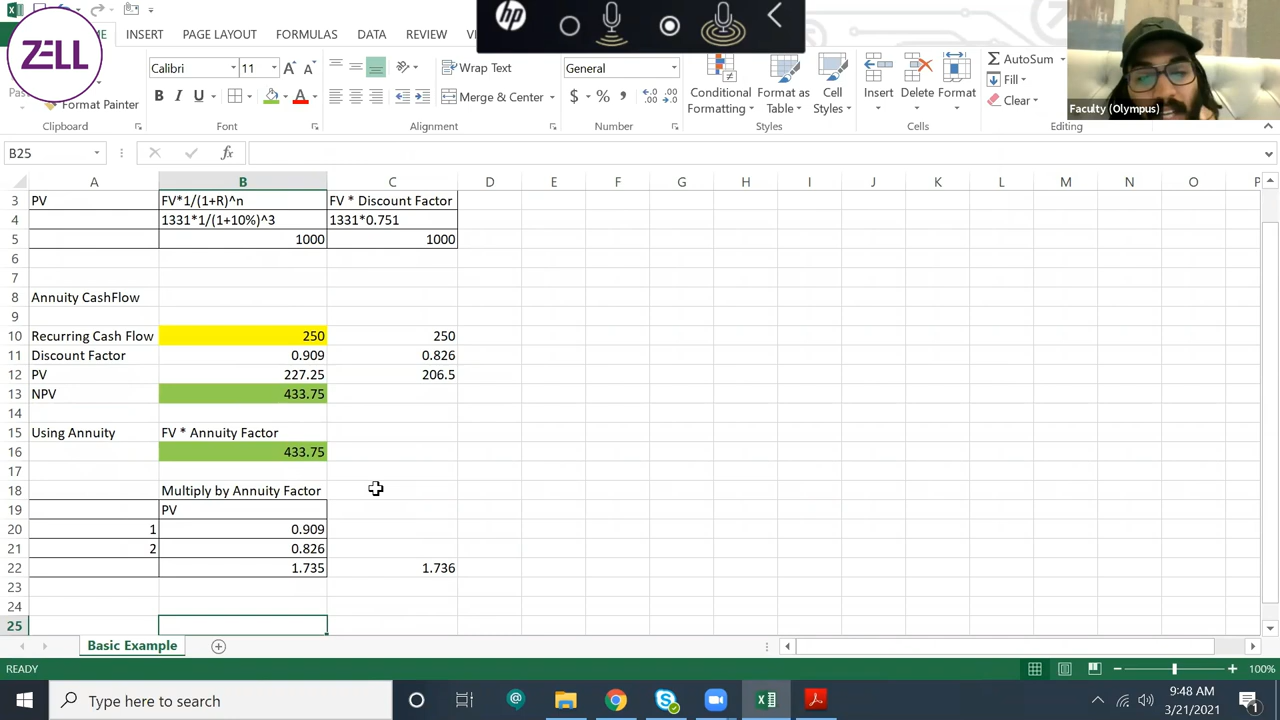 ZELL
hp
INSERT PAGE LAYOUT FORMULAS DATA REVIEW
Calibri 11 A A Wrap Text General AutoSum
Fill
Format Painter B I U A Merge & Center $ % , Conditional Formatting Format as Table Cell Styles Insert Delete Format Clear
Clipboard Font Alignment Number Styles Cells Editing
Faculty (Olympus)
B25 fx
A B C D E F G H I J K L M N O P
3 PV FV*1/(1+R)^n FV * Discount Factor
4 1331*1/(1+10%)^3 1331*0.751
5 1000 1000
6
7
8 Annuity CashFlow
9
10 Recurring Cash Flow 250 250
11 Discount Factor 0.909 0.826
12 PV 227.25 206.5
13 NPV 433.75
14
15 Using Annuity FV * Annuity Factor
16 433.75
17
18 Multiply by Annuity Factor
19 PV
20 1 0.909
21 2 0.826
22 1.735 1.736
23
24
25
Basic Example
READY 100%
Type here to search 9:48 AM
3/21/2021
1